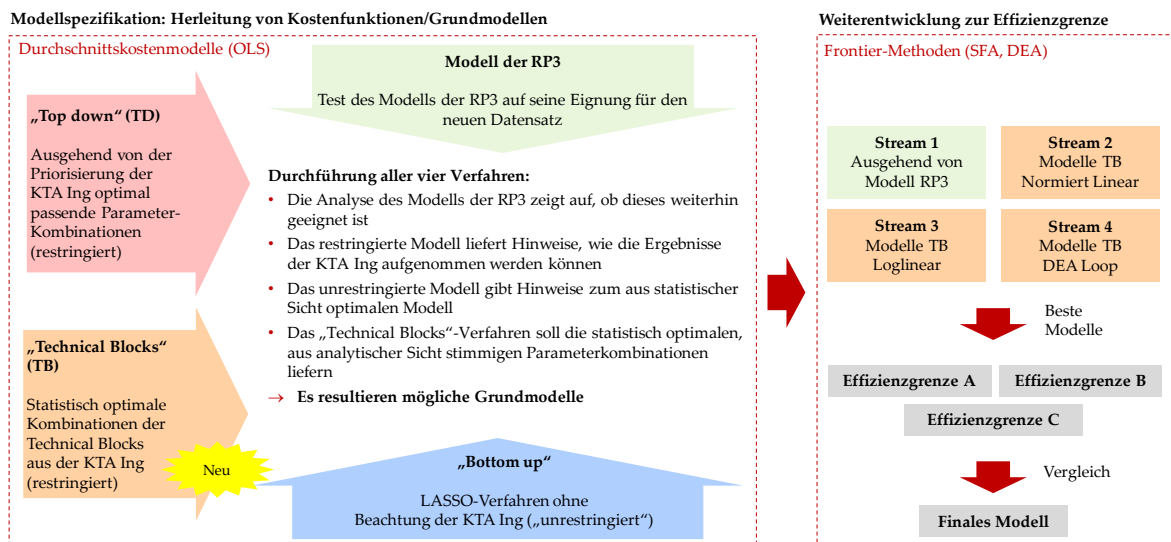 Modellspezifikation: Herleitung von Kostenfunktionen/Grundmodellen
Durchschnittskostenmodelle (OLS)
„Top down“ (TD)
Ausgehend von der
Priorisierung der
KTA Ing optimal
passende Parameter-
Kombinationen
(restringiert)
„Technical Blocks“
(TB)
Statistisch optimale
Kombinationen der
Technical Blocks
aus der KTA Ing
(restringiert)
Neu
Modell der RP3
Test des Modells der RP3 auf seine Eignung für den
neuen Datensatz
Durchführung aller vier Verfahren:
• Die Analyse des Modells der RP3 zeigt auf, ob dieses weiterhin
geeignet ist
• Das restringierte Modell liefert Hinweise, wie die Ergebnisse
der KTA Ing aufgenommen werden können
• Das unrestringierte Modell gibt Hinweise zum aus statistischer
Sicht optimalen Modell
• Das „Technical Blocks“-Verfahren soll die statistisch optimalen,
aus analytischer Sicht stimmigen Parameterkombinationen
liefern
→ Es resultieren mögliche Grundmodelle
„Bottom up“
LASSO-Verfahren ohne
Beachtung der KTA Ing („unrestringiert“)
Weiterentwicklung zur Effizienzgrenze
Frontier-Methoden (SFA, DEA)
Stream 1
Ausgehend von
Modell RP3
Stream 2
Modelle TB
Normiert Linear
Stream 3
Modelle TB
Loglinear
Stream 4
Modelle TB
DEA Loop
Beste
Modelle
Effizienzgrenze A
Effizienzgrenze B
Effizienzgrenze C
Vergleich
Finales Modell